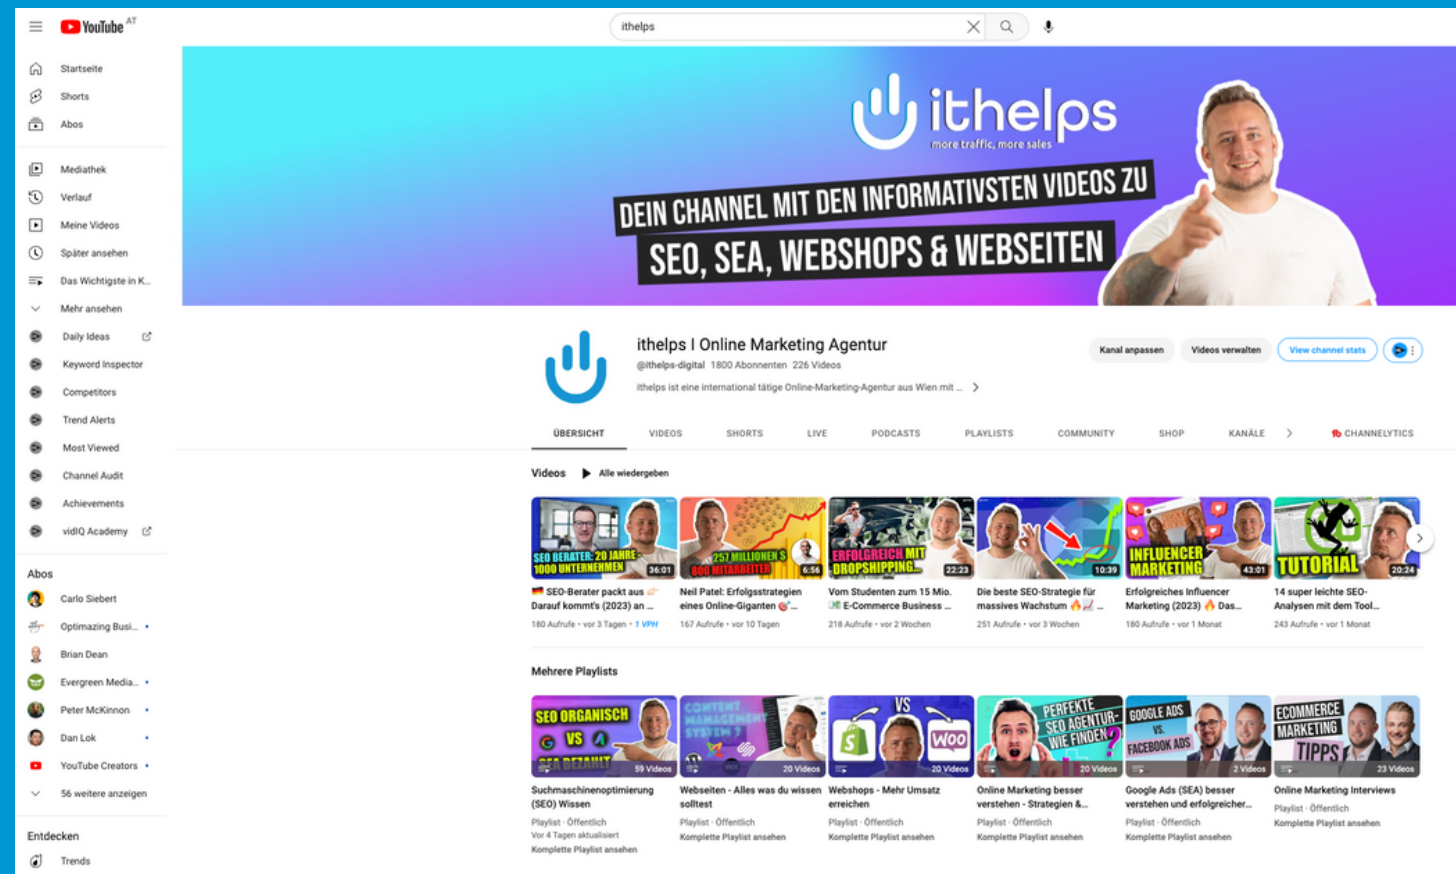 YouTube AT
ithelps
Startseite
Shorts
Abos
Mediathek
Verlauf
Meine Videos
Später ansehen
Das Wichtigste in K...
Mehr ansehen
Daily Ideas
Keyword Inspector
Competitors
Trend Alerts
Most Viewed
Channel Audit
Achievements
vidIQ Academy
Abos
Carlo Siebert
Optimazing Busi...
Brian Dean
Evergreen Media...
Peter McKinnon
Dan Lok
YouTube Creators
56 weitere anzeigen
Entdecken
Trends
ithelps
more traffic, more sales
DEIN CHANNEL MIT DEN INFORMATIVSTEN VIDEOS ZU
SEO, SEA, WEBSHOPS & WEBSEITEN
ithelps I Online Marketing Agentur
@ithelps-digital 1800 Abonnenten 226 Videos
ithelps ist eine international tätige Online-Marketing-Agentur aus Wien mit ...
Kanal anpassen
Videos verwalten
View channel stats
ÜBERSICHT VIDEOS SHORTS LIVE PODCASTS PLAYLISTS COMMUNITY SHOP KANÄLE CHANNELYTICS
Videos Alle wiedergeben
SEO BERATER: 20 JAHRE -
1000 UNTERNEHMEN
36:01
SEO-Berater packt aus 👉
Darauf kommt's (2023) an ...
180 Aufrufe • vor 3 Tagen • 1 VPH
257 MILLIONEN $
800 MITARBEITER
6:56
Neil Patel: Erfolgsstrategien
eines Online-Giganten 🎯...
167 Aufrufe • vor 10 Tagen
ERFOLGREICH MIT
DROPSHIPPING...
22:23
Vom Studenten zum 15 Mio.
💵 E-Commerce Business ...
218 Aufrufe • vor 2 Wochen
10:39
Die beste SEO-Strategie für
massives Wachstum 🔥📈 ...
251 Aufrufe • vor 3 Wochen
INFLUENCER
MARKETING
43:01
Erfolgreiches Influencer
Marketing (2023) 🔥 Das...
180 Aufrufe • vor 1 Monat
TUTORIAL
20:24
14 super leichte SEO-
Analysen mit dem Tool...
243 Aufrufe • vor 1 Monat
Mehrere Playlists
SEO ORGANISCH
VS
SEA BEZAHLT
59 Videos
Suchmaschinenoptimierung
(SEO) Wissen
Playlist · Öffentlich
Vor 4 Tagen aktualisiert
Komplette Playlist ansehen
CONTENT
MANAGEMENT
SYSTEM ?
20 Videos
Webseiten - Alles was du wissen
solltest
Playlist · Öffentlich
Komplette Playlist ansehen
VS
WOO
20 Videos
Webshops - Mehr Umsatz
erreichen
Playlist · Öffentlich
Komplette Playlist ansehen
PERFEKTE
SEO AGENTUR-
WIE FINDEN?
20 Videos
Online Marketing besser
verstehen - Strategien &...
Playlist · Öffentlich
Komplette Playlist ansehen
GOOGLE ADS
VS.
FACEBOOK ADS
2 Videos
Google Ads (SEA) besser
verstehen und erfolgreicher...
Playlist · Öffentlich
Komplette Playlist ansehen
ECOMMERCE
MARKETING
TIPPS
23 Videos
Online Marketing Interviews
Playlist · Öffentlich
Komplette Playlist ansehen